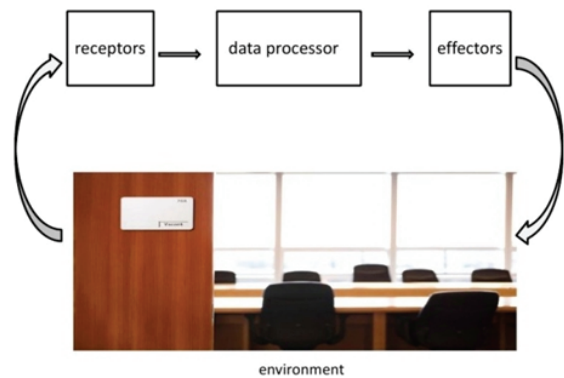 receptors
data processor
effectors
environment